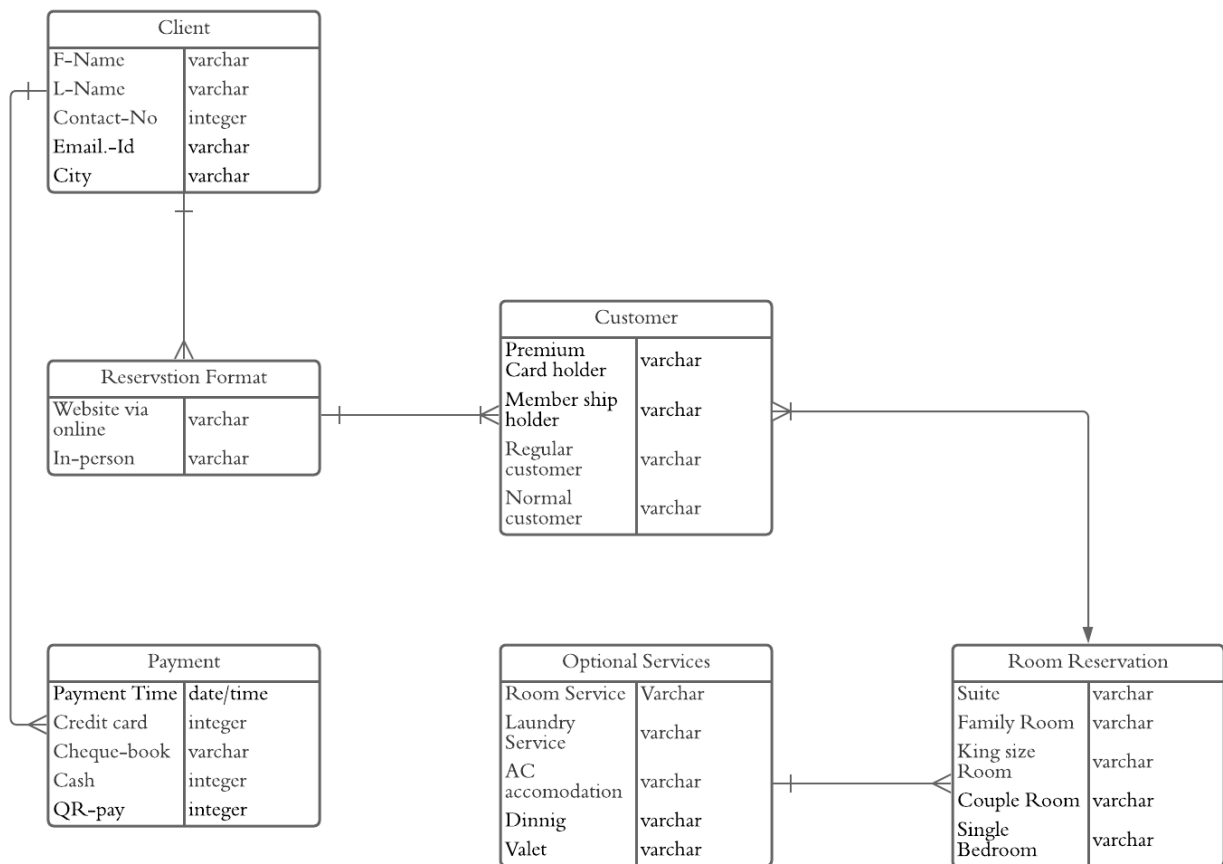 Client
F-Name varchar
L-Name varchar
Contact-No integer
Email.-Id varchar
City varchar
Reservstion Format
Website via
online varchar
In-person varchar
Customer
Premium
Card holder varchar
Member ship
holder varchar
Regular
customer varchar
Normal
customer varchar
Payment
Payment Time date/time
Credit card integer
Cheque-book varchar
Cash integer
QR-pay integer
Optional Services
Room Service Varchar
Laundry
Service varchar
AC
accomodation varchar
Dinnig varchar
Valet varchar
Room Reservation
Suite varchar
Family Room varchar
King size
Room varchar
Couple Room varchar
Single
Bedroom varchar